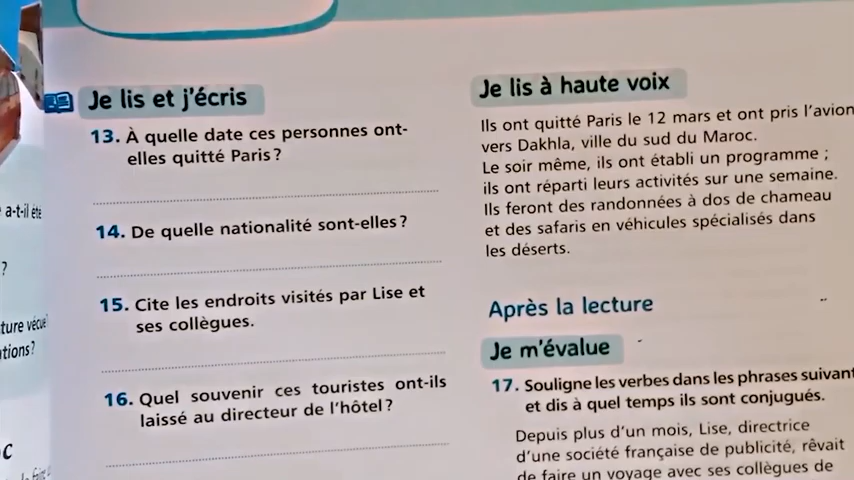 a-t-il été
?
ture vécue
tions?
Je lis et j'écris
13. À quelle date ces personnes ont-
elles quitté Paris ?
14. De quelle nationalité sont-elles ?
15. Cite les endroits visités par Lise et
ses collègues.
16. Quel souvenir ces touristes ont-ils
laissé au directeur de l'hôtel ?
Je lis à haute voix
Ils ont quitté Paris le 12 mars et ont pris l'avion
vers Dakhla, ville du sud du Maroc.
Le soir même, ils ont établi un programme ;
ils ont réparti leurs activités sur une semaine.
Ils feront des randonnées à dos de chameau
et des safaris en véhicules spécialisés dans
les déserts.
Après la lecture
Je m'évalue
17. Souligne les verbes dans les phrases suivant
et dis à quel temps ils sont conjugués.
Depuis plus d'un mois, Lise, directrice
d'une société française de publicité, rêvait
de faire un voyage avec ses collègues de